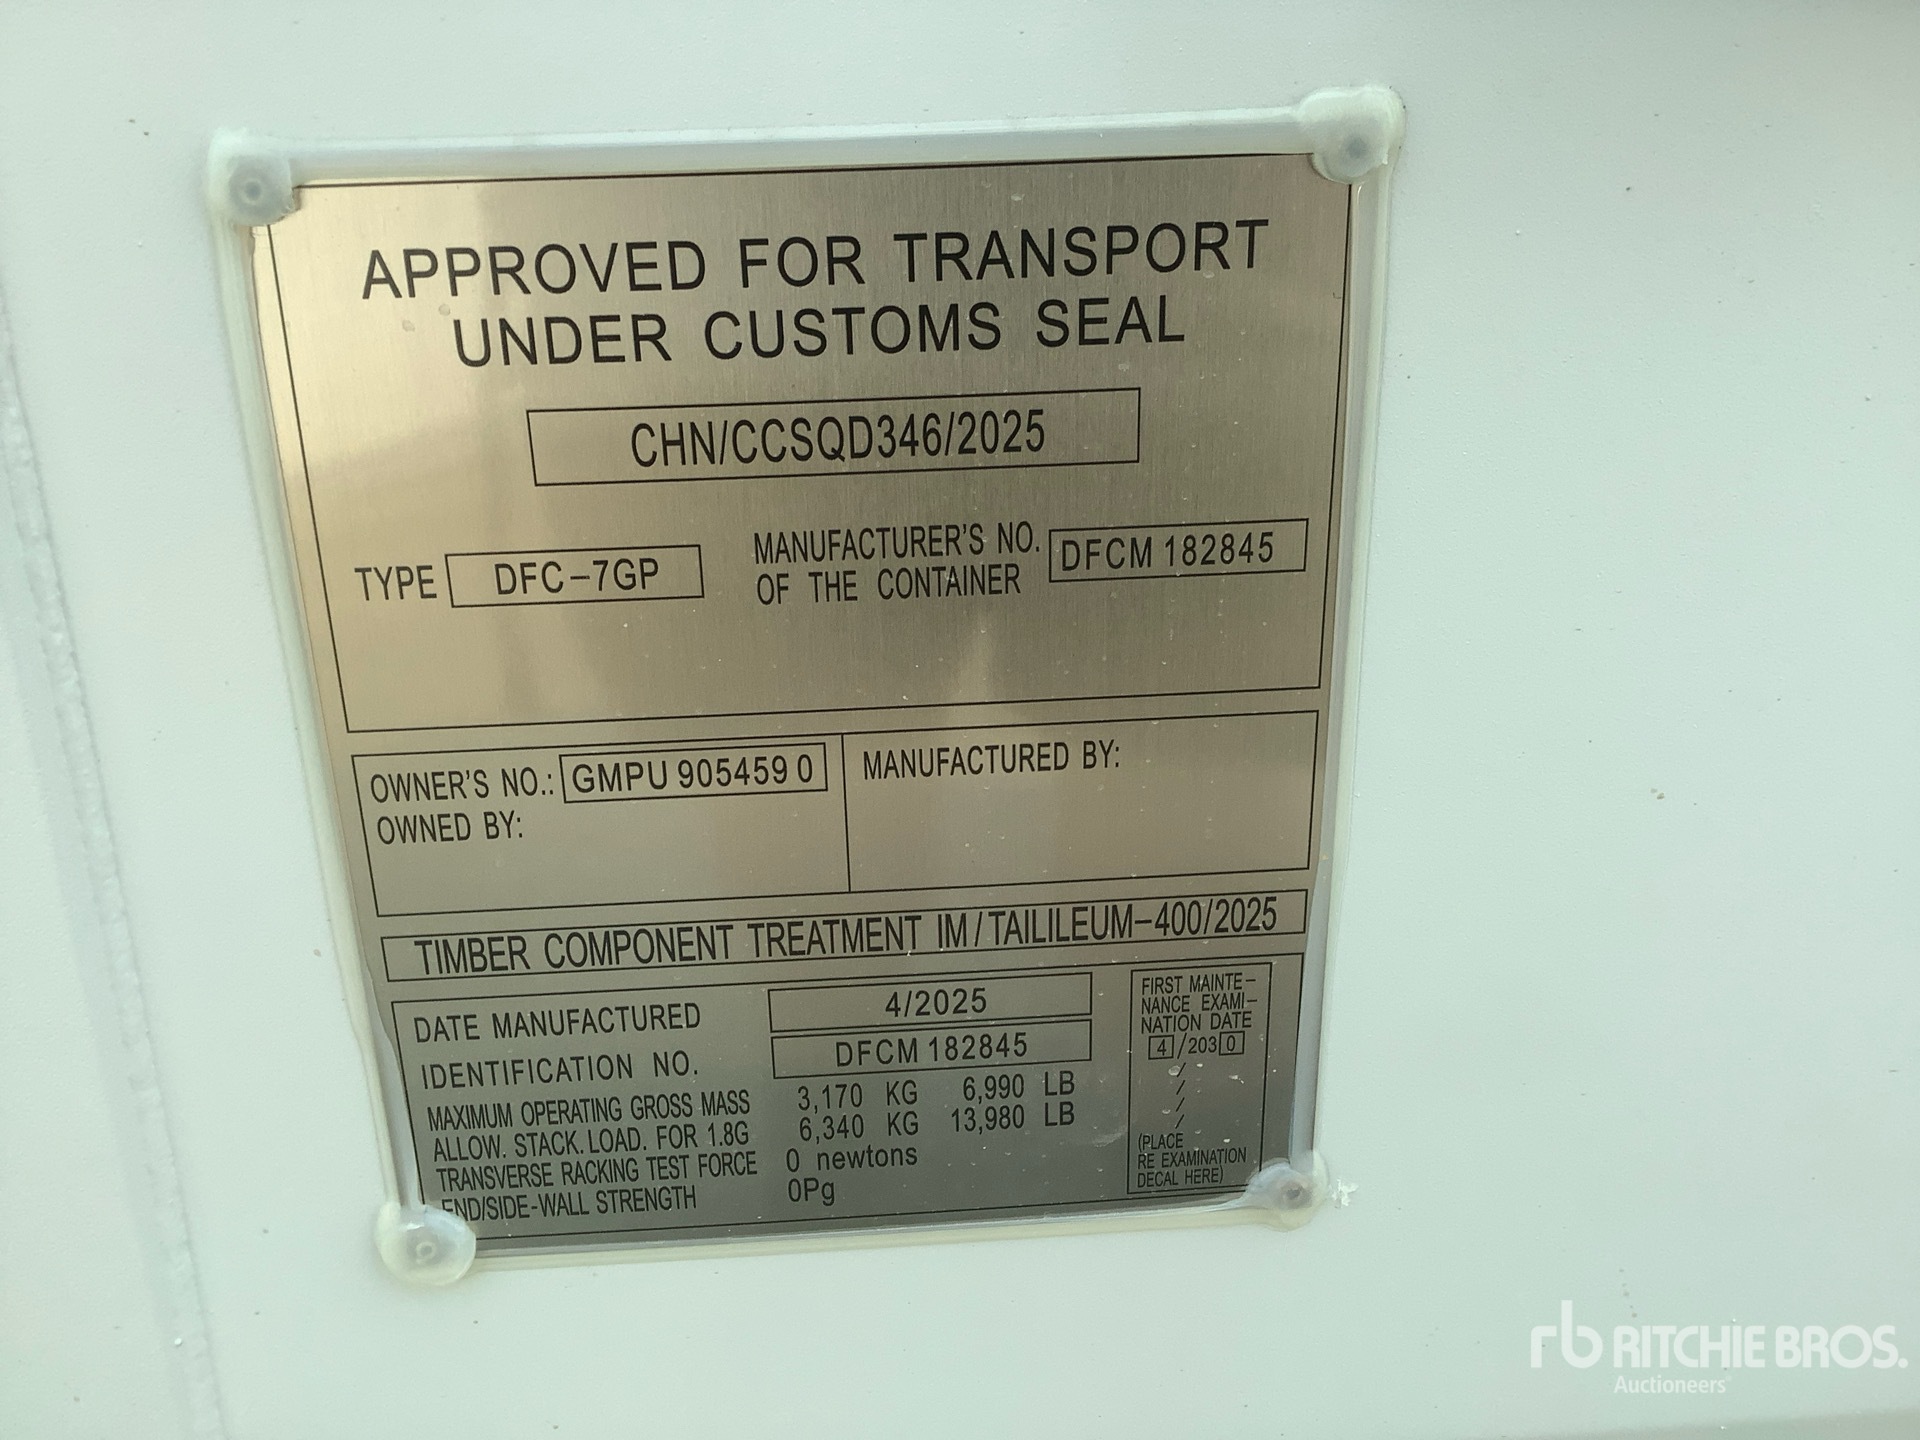 APPROVED FOR TRANSPORT
UNDER CUSTOMS SEAL
CHN/CCSQD346/2025
TYPE DFC-7GP MANUFACTURER'S NO. OF THE CONTAINER DFCM 182845
OWNER'S NO.: GMPU 905459 0
OWNED BY:
MANUFACTURED BY:
TIMBER COMPONENT TREATMENT IM/TAILILEUM-400/2025
DATE MANUFACTURED 4/2025
IDENTIFICATION NO. DFCM 182845
MAXIMUM OPERATING GROSS MASS 3,170 KG 6,990 LB
ALLOW. STACK. LOAD. FOR 1.8G 6,340 KG 13,980 LB
TRANSVERSE RACKING TEST FORCE 0 newtons
END/SIDE-WALL STRENGTH 0Pg
FIRST MAINTE-
NANCE EXAMI-
NATION DATE
4/2030
/
/
/
/
(PLACE
RE EXAMINATION
DECAL HERE)
rb RITCHIE BROS.
Auctioneers